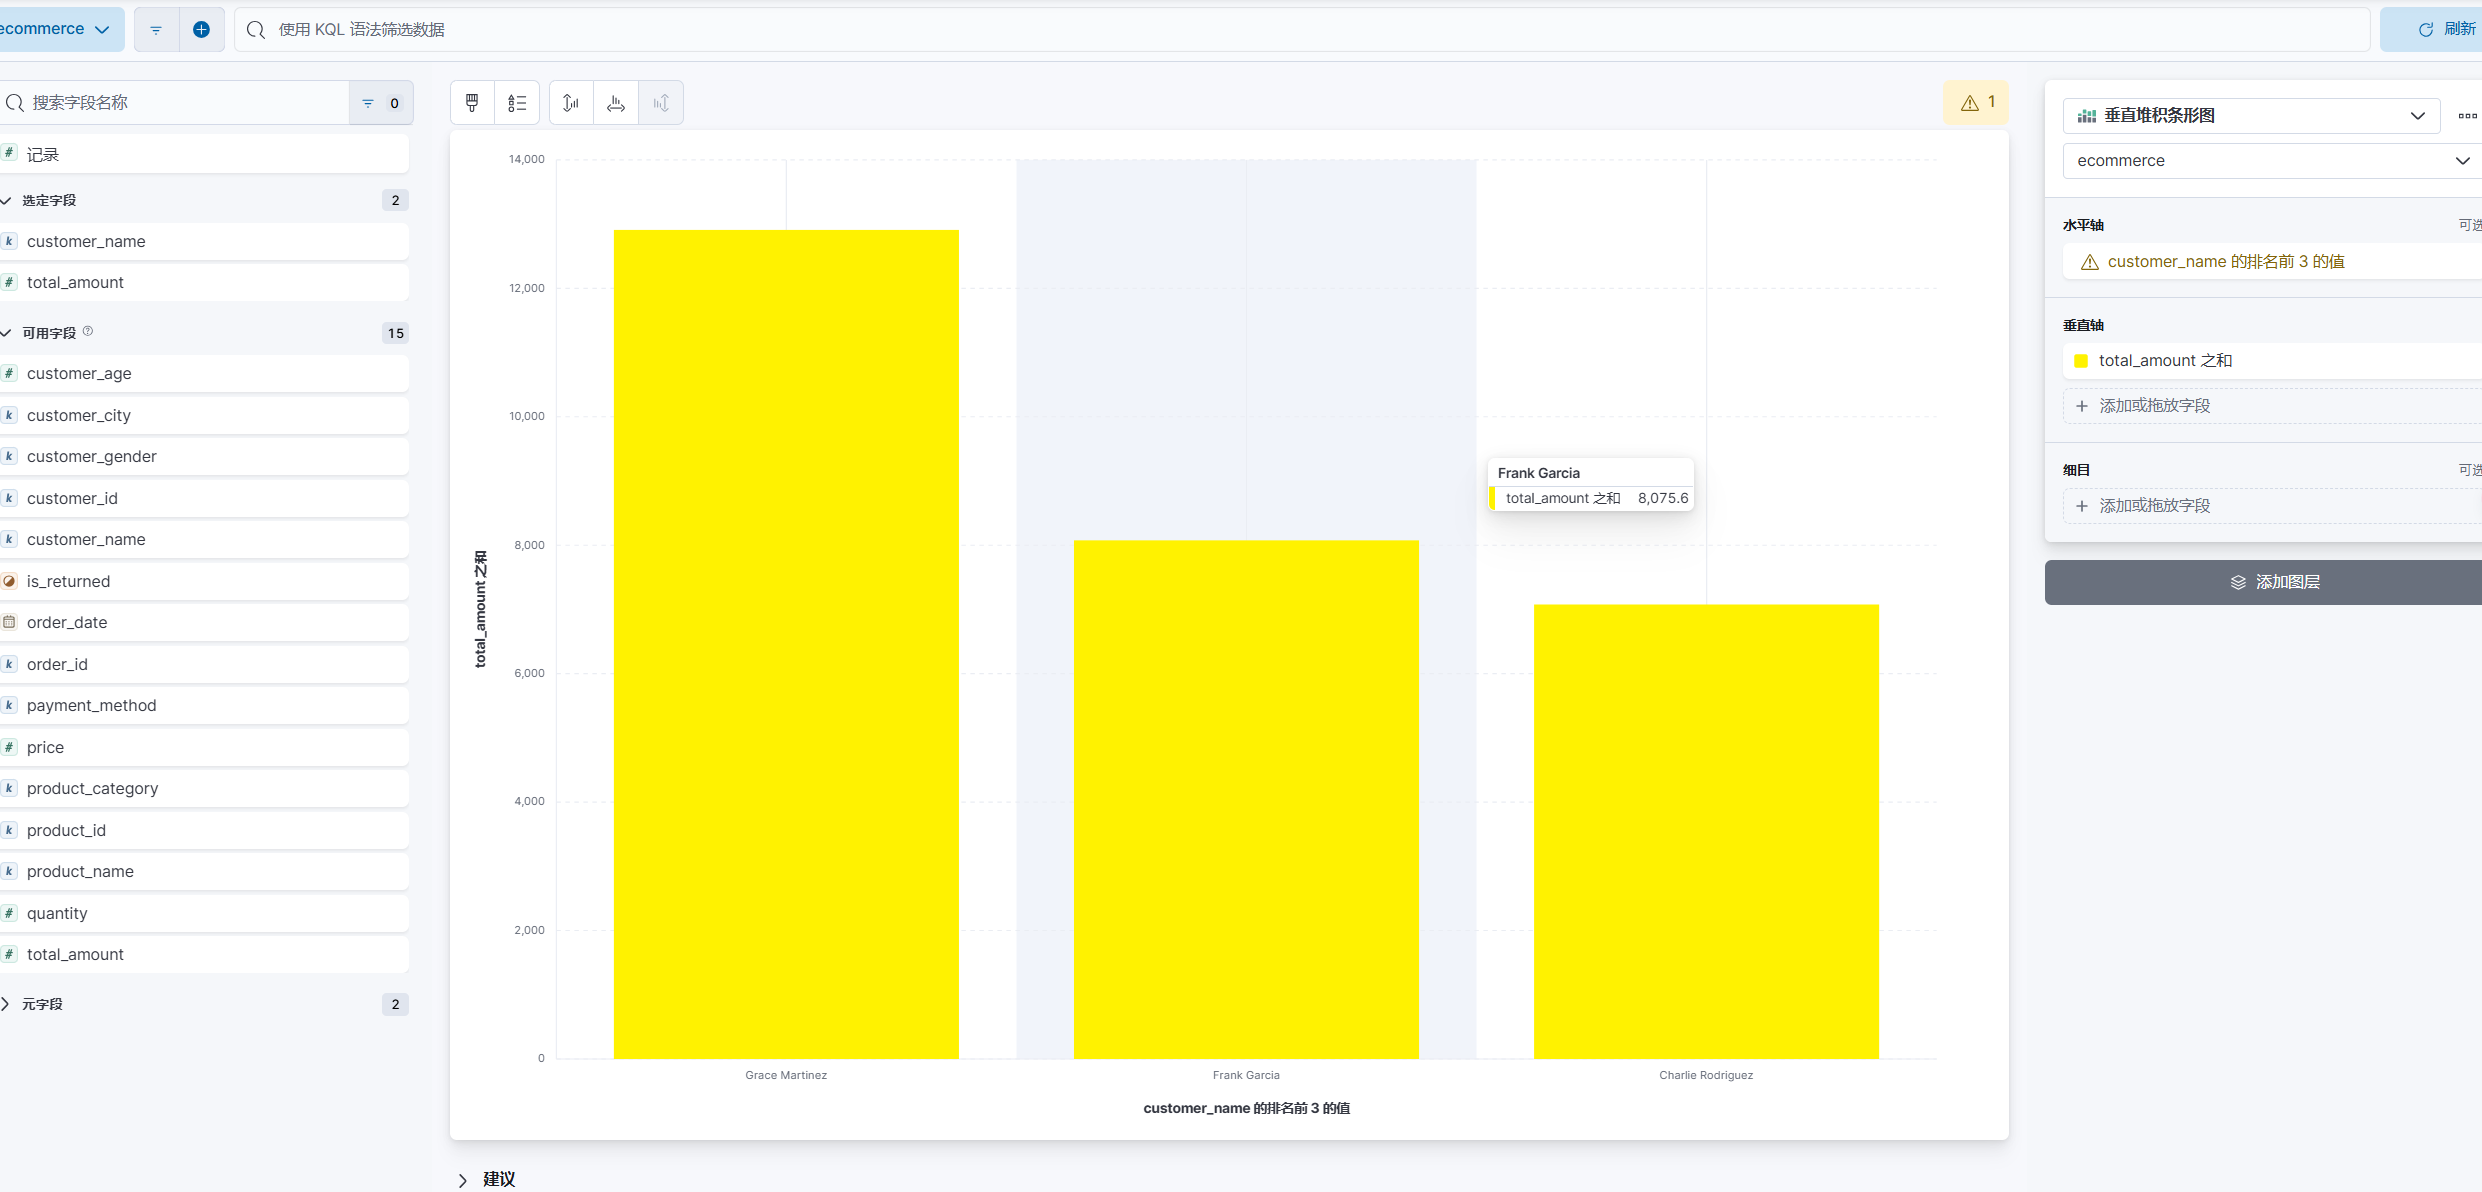 ecommerce
使用 KQL 语法筛选数据
刷新
搜索字段名称
0
记录
选定字段
2
customer_name
total_amount
可用字段
15
customer_age
customer_city
customer_gender
customer_id
customer_name
is_returned
order_date
order_id
payment_method
price
product_category
product_id
product_name
quantity
total_amount
元字段
2
1
14,000
12,000
10,000
8,000
6,000
4,000
2,000
0
total_amount 之和
Frank Garcia
total_amount 之和 8,075.6
Grace Martinez
Frank Garcia
Charlie Rodriguez
customer_name 的排名前 3 的值
建议
垂直堆积条形图
ecommerce
水平轴
可选
customer_name 的排名前 3 的值
垂直轴
total_amount 之和
添加或拖放字段
细目
可选
添加或拖放字段
添加图层